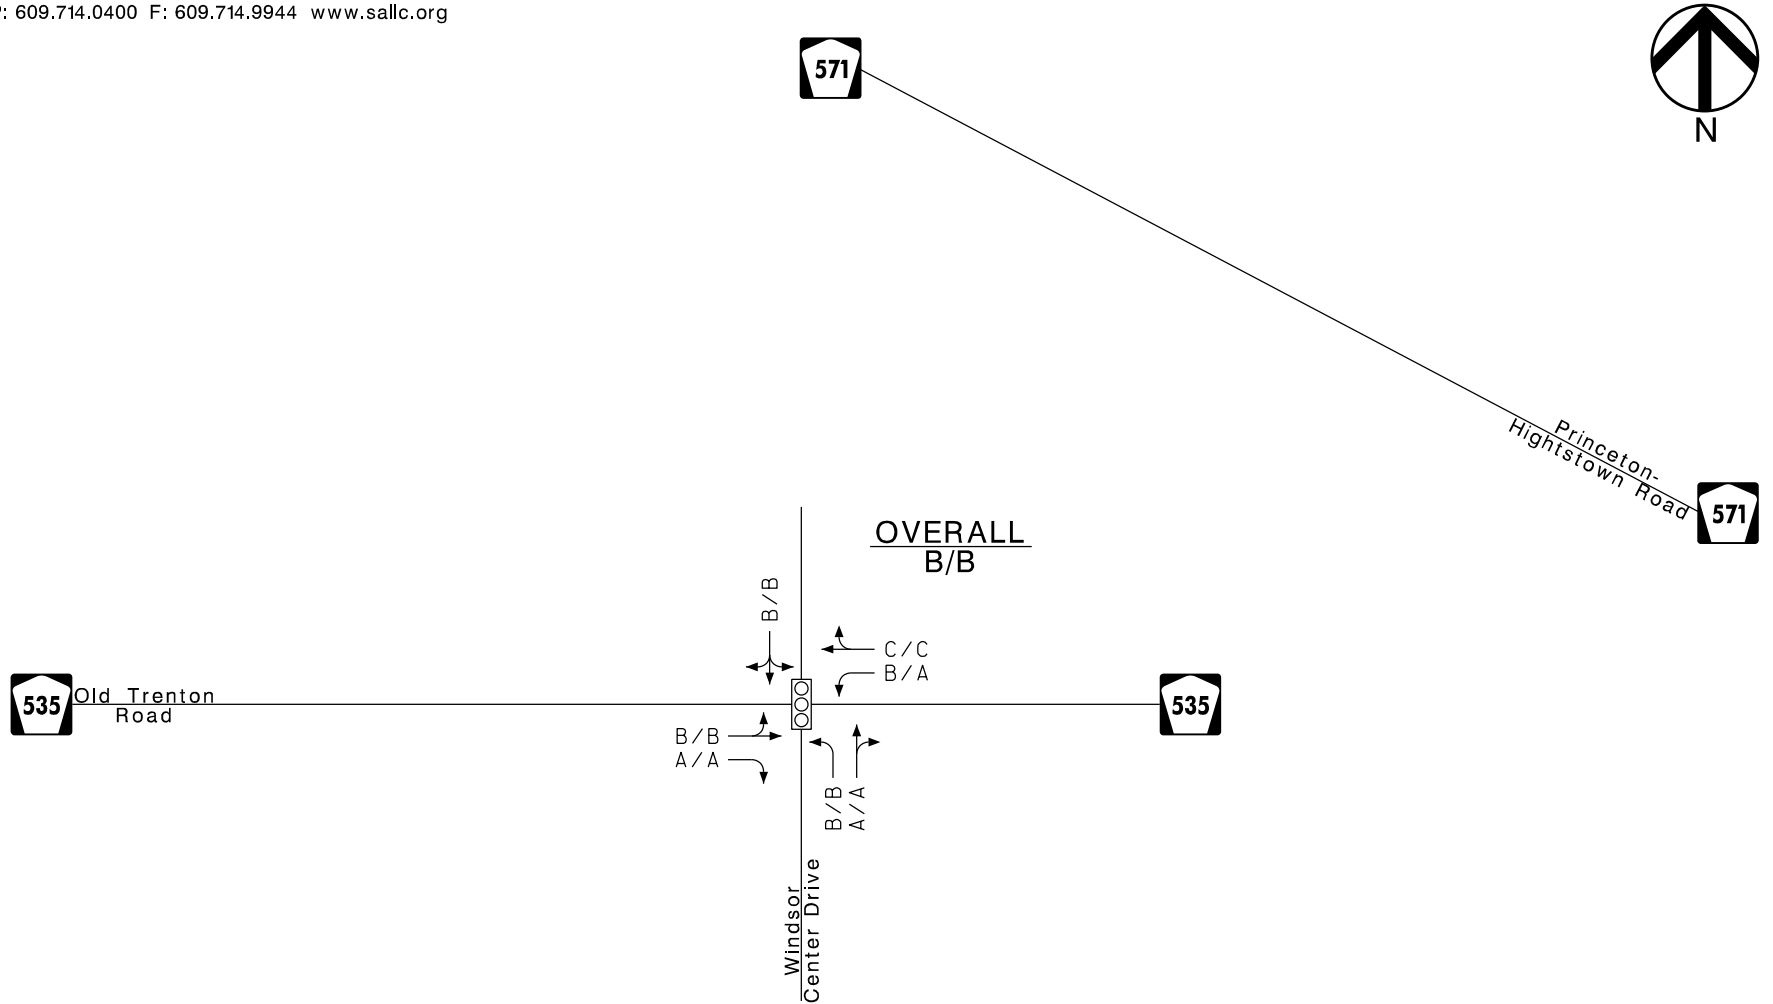 : 609.714.0400 F: 609.714.9944 www.sallc.org
571
N
Princeton-
Hightstown Road
571
OVERALL
B/B
B/B
C/C
B/A
535
Old Trenton
Road
535
B/B
A/A
B/B
A/A
Windsor
Center Drive